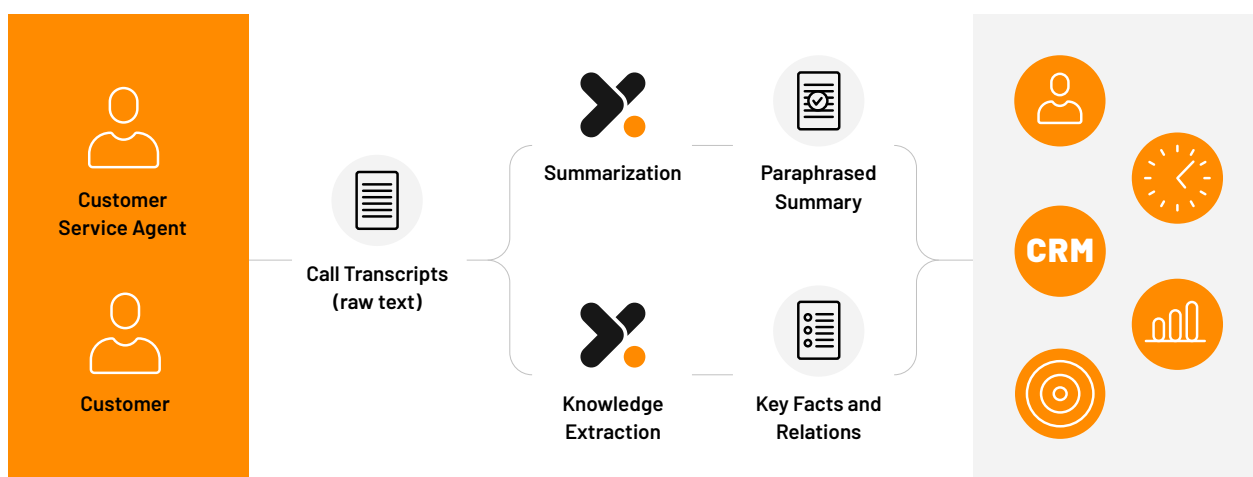 Customer
Service Agent
Customer
Call Transcripts
(raw text)
Summarization
Paraphrased
Summary
Knowledge
Extraction
Key Facts and
Relations
CRM